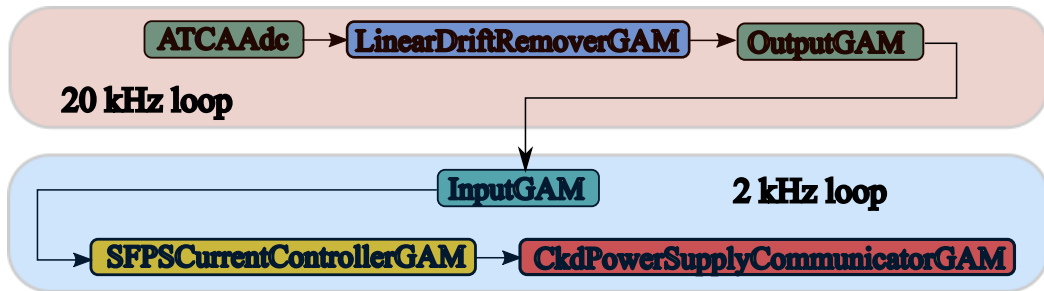 ATCAAdc
LinearDriftRemoverGAM
OutputGAM
20 kHz loop
InputGAM
2 kHz loop
SFPSCurrentControllerGAM
CkdPowerSupplyCommunicatorGAM